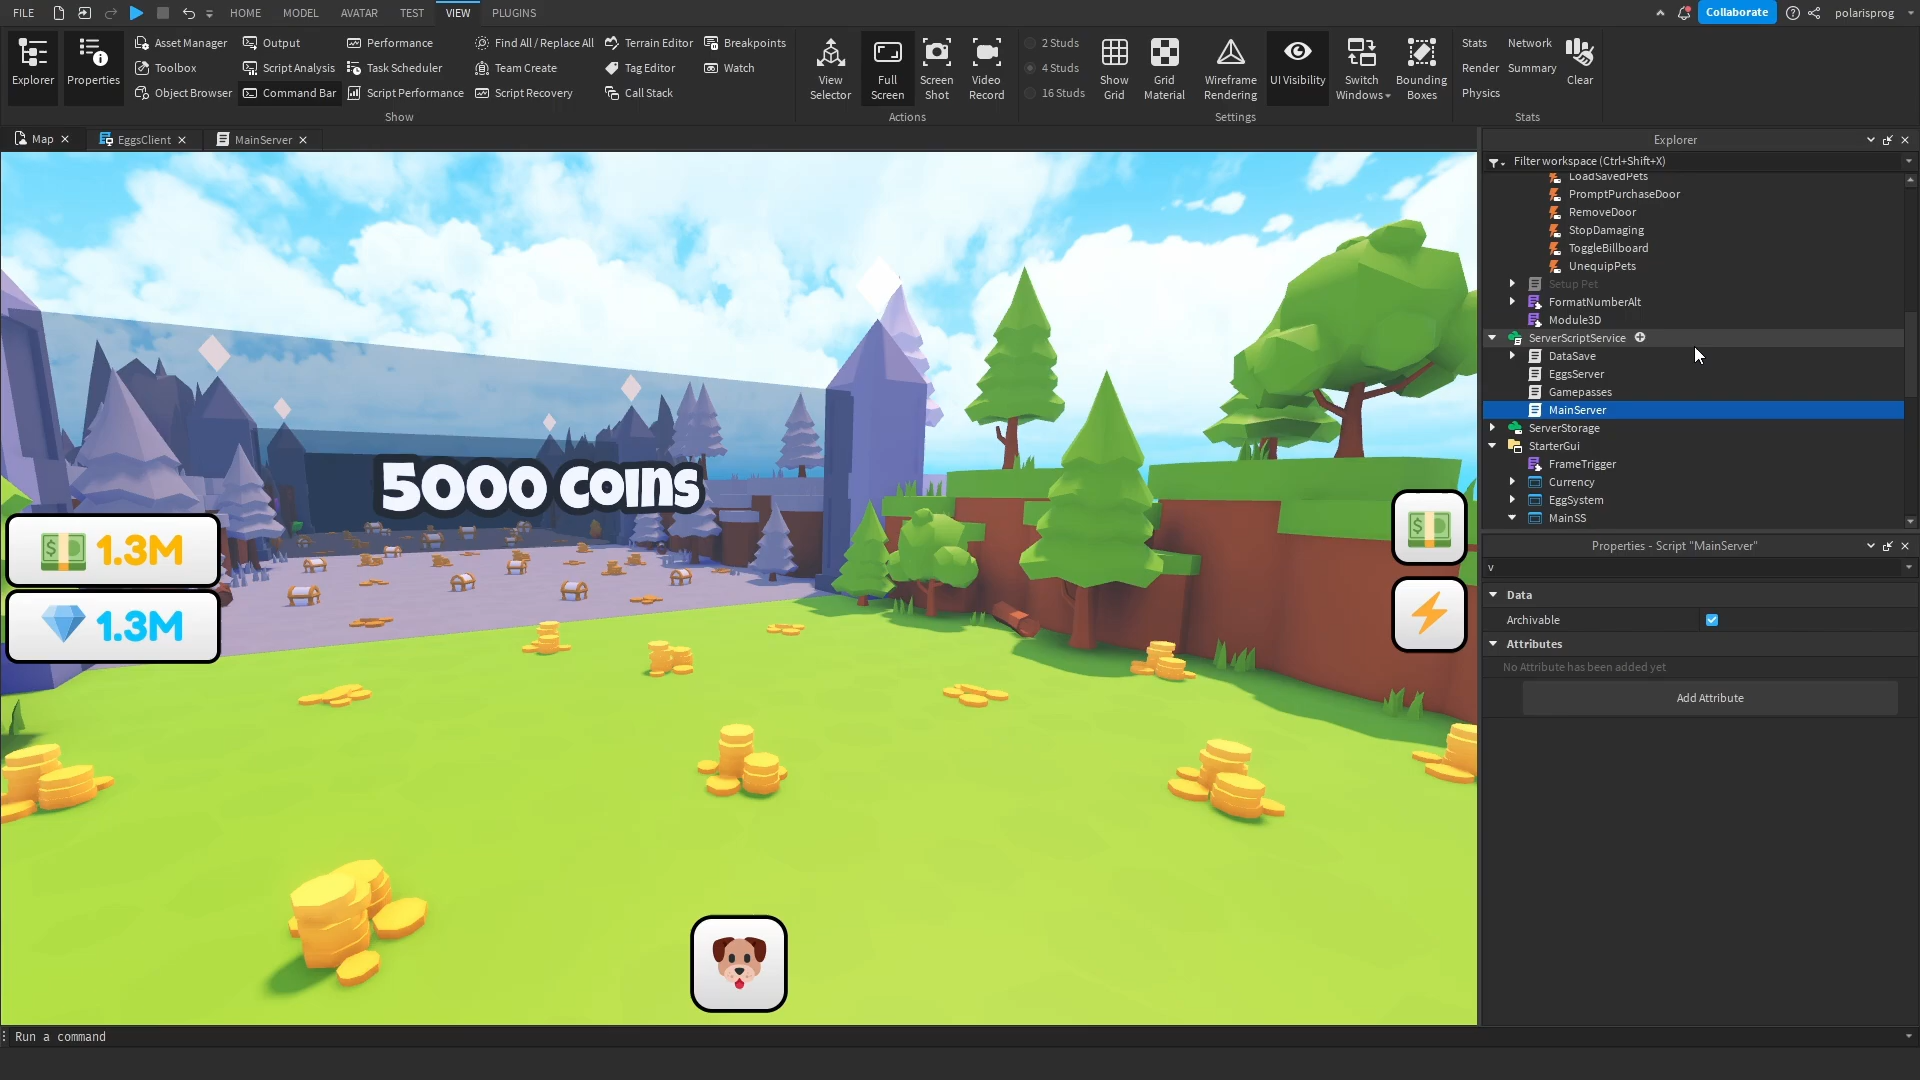 FILE
HOME
MODEL
AVATAR
TEST
VIEW
PLUGINS
Collaborate
polarisprog
Explorer
Properties
Asset Manager
Toolbox
Object Browser
Output
Script Analysis
Command Bar
Performance
Task Scheduler
Script Performance
Find All / Replace All
Team Create
Script Recovery
Terrain Editor
Tag Editor
Call Stack
Breakpoints
Watch
Show
View
Selector
Full
Screen
Screen
Shot
Video
Record
Actions
2 Studs
4 Studs
16 Studs
Show
Grid
Grid
Material
Wireframe
Rendering
UI Visibility
Switch
Windows
Bounding
Boxes
Settings
Stats
Render
Physics
Network
Summary
Clear
Stats
Map
EggsClient
MainServer
5000 coins
1.3M
1.3M
Explorer
Filter workspace (Ctrl+Shift+X)
LoadSavedPets
PromptPurchaseDoor
RemoveDoor
StopDamaging
ToggleBillboard
UnequipPets
Setup Pet
FormatNumberAlt
Module3D
ServerScriptService
DataSave
EggsServer
Gamepasses
MainServer
ServerStorage
StarterGui
FrameTrigger
Currency
EggSystem
MainSS
Properties - Script "MainServer"
v
Data
Archivable
Attributes
No Attribute has been added yet
Add Attribute
Run a command